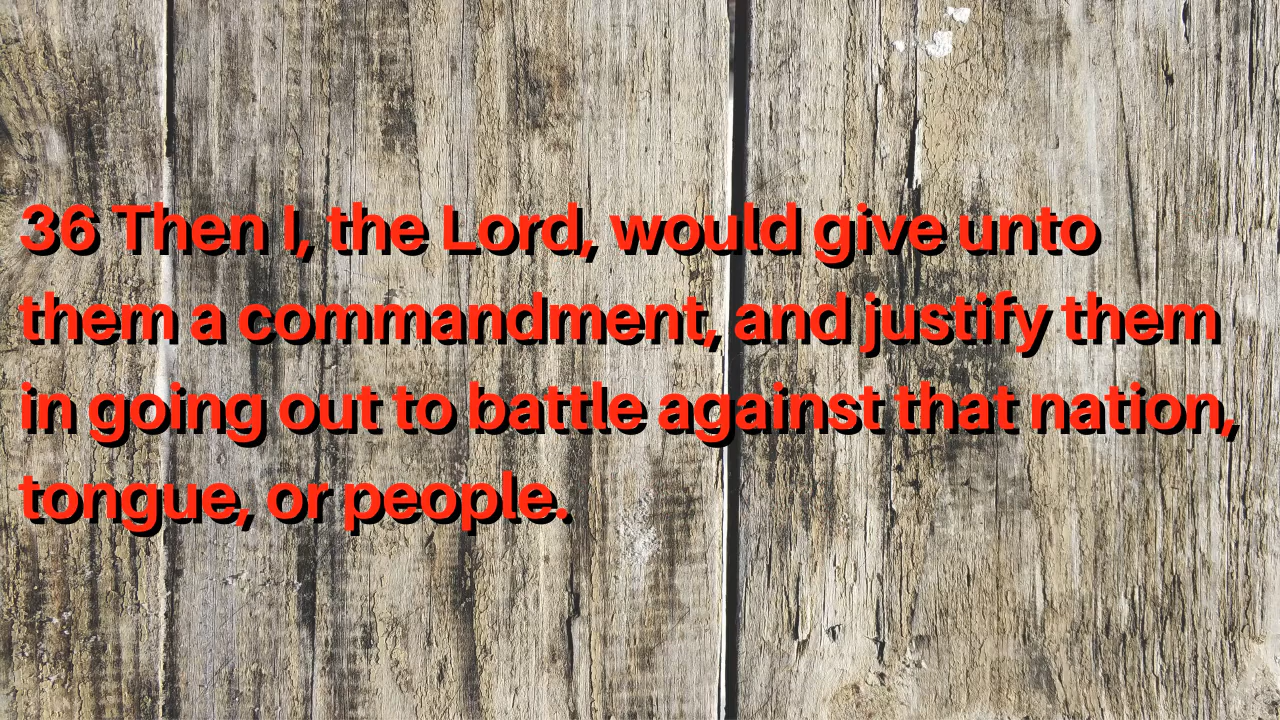 36 Then I, the Lord, would give unto
them a commandment, and justify them
in going out to battle against that nation,
tongue, or people.